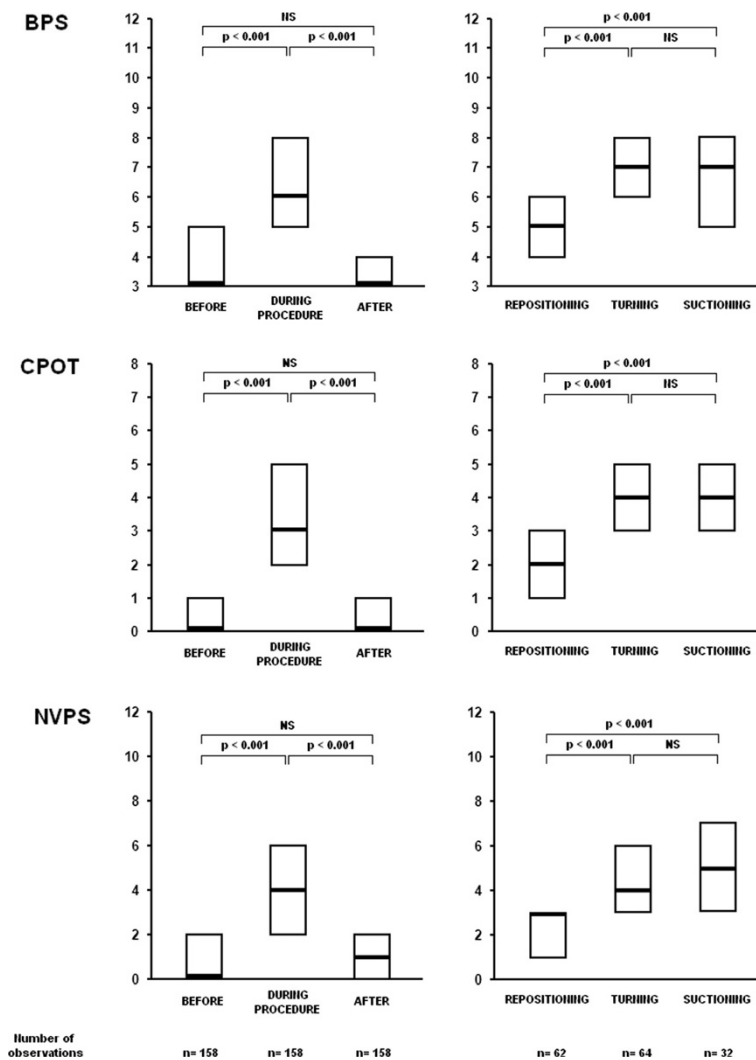 BPS
12
11
10
9
8
7
6
5
4
3
NS
p < 0.001 p < 0.001
BEFORE DURING PROCEDURE AFTER
12
11
10
9
8
7
6
5
4
3
p < 0.001
p < 0.001 NS
REPOSITIONING TURNING SUCTIONING
CPOT
8
7
6
5
4
3
2
1
0
NS
p < 0.001 p < 0.001
BEFORE DURING PROCEDURE AFTER
8
7
6
5
4
3
2
1
0
p < 0.001
p < 0.001 NS
REPOSITIONING TURNING SUCTIONING
NVPS
12
10
8
6
4
2
0
NS
p < 0.001 p < 0.001
BEFORE DURING PROCEDURE AFTER
12
10
8
6
4
2
0
p < 0.001
p < 0.001 NS
REPOSITIONING TURNING SUCTIONING
Number of
observations n= 158 n= 158 n= 158 n= 62 n= 64 n= 32